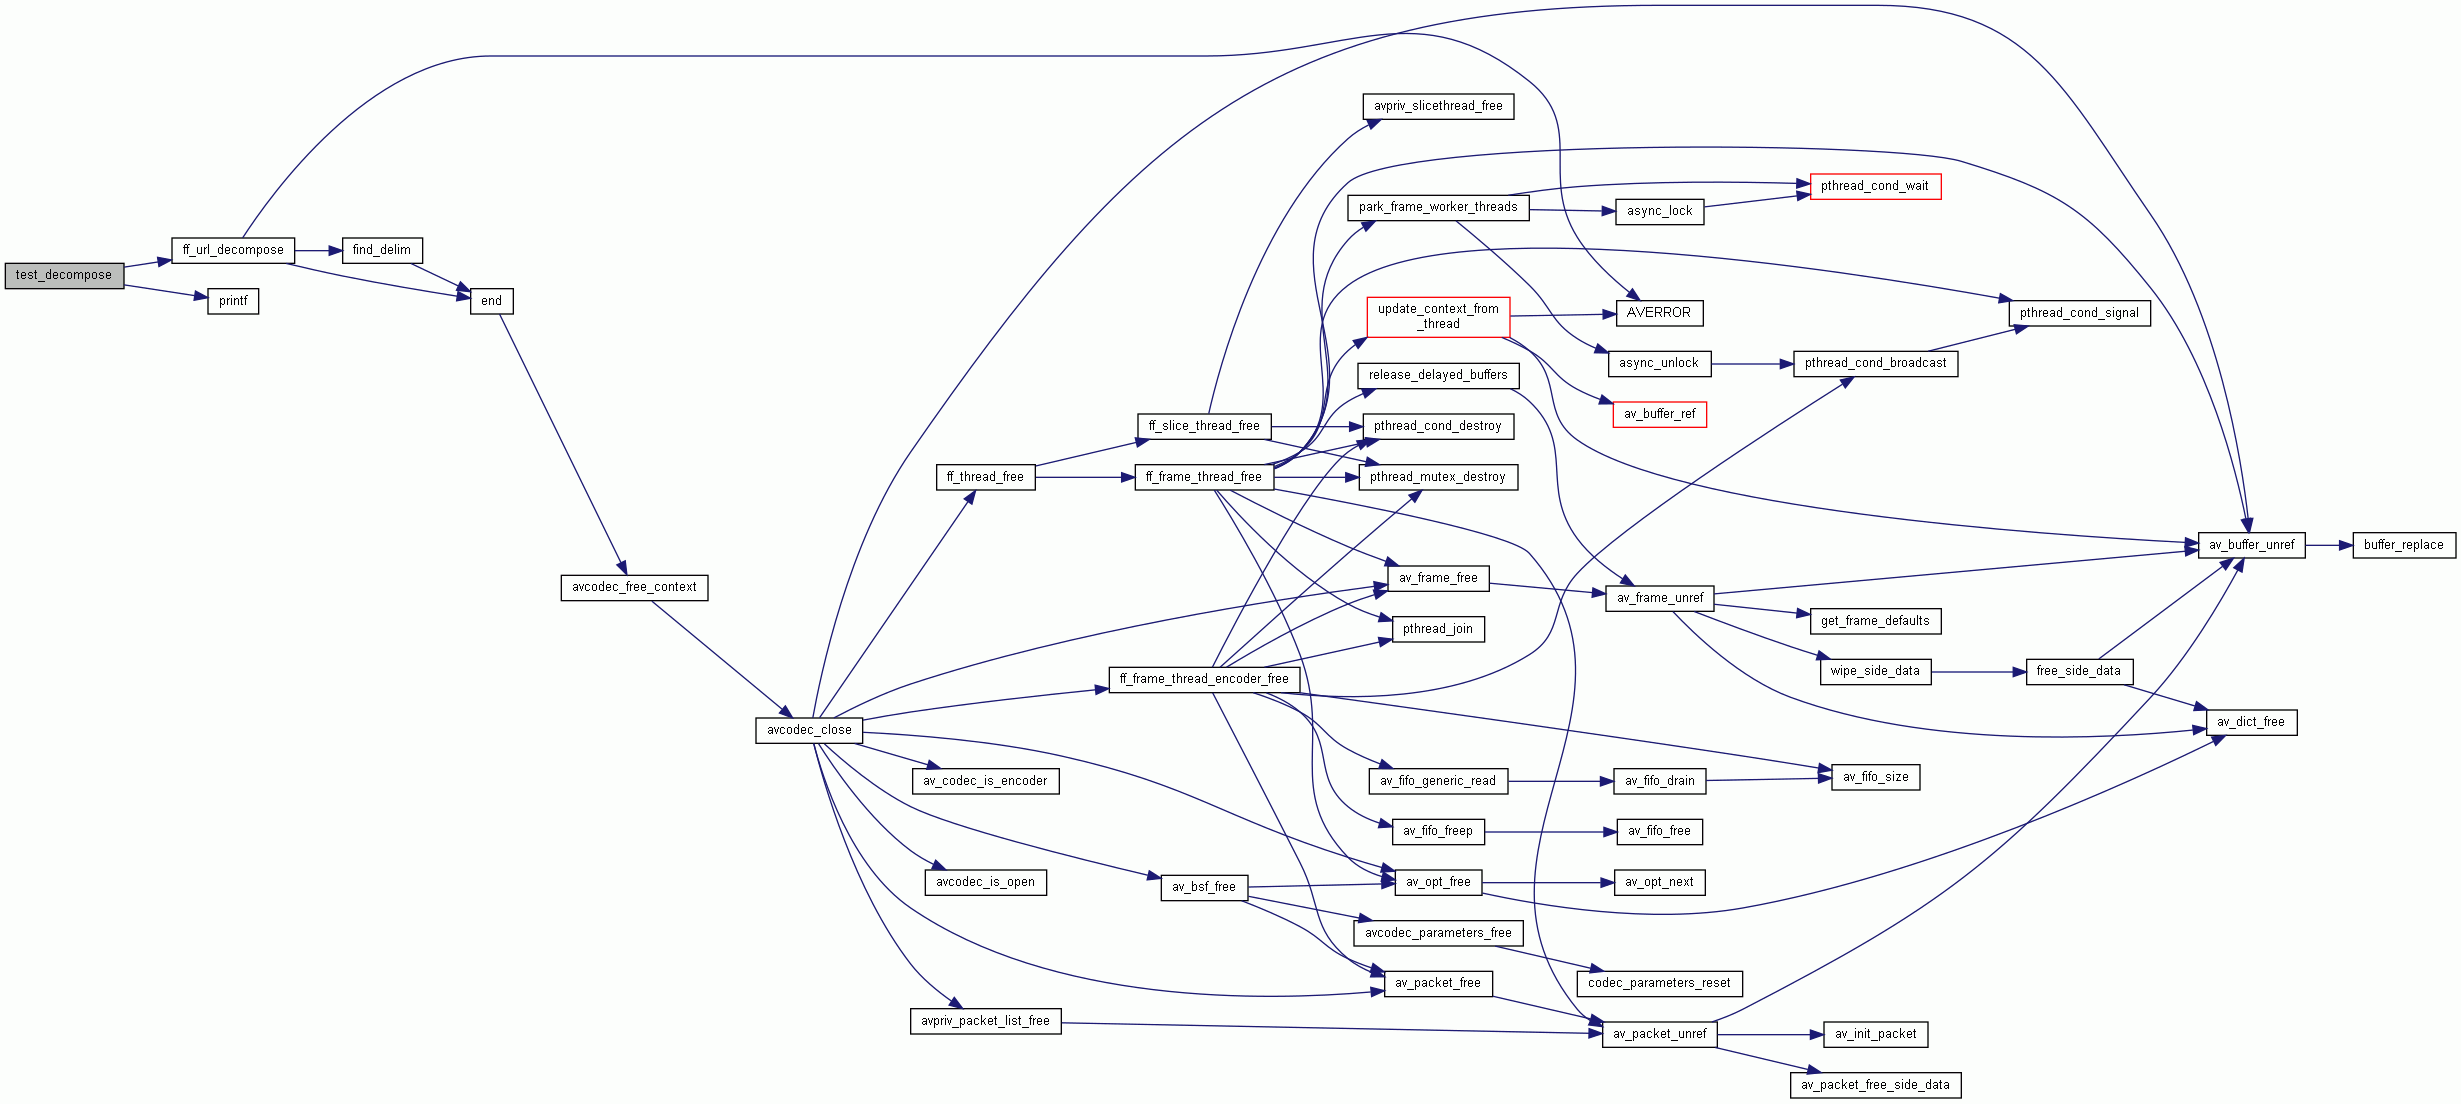 test_decompose
ff_url_decompose
printf
find_delim
end
avcodec_free_context
avcodec_close
ff_thread_free
av_codec_is_encoder
avcodec_is_open
avpriv_packet_list_free
ff_slice_thread_free
ff_frame_thread_free
ff_frame_thread_encoder_free
av_bsf_free
avpriv_slicethread_free
park_frame_worker_threads
update_context_from
_thread
release_delayed_buffers
pthread_cond_destroy
pthread_mutex_destroy
av_frame_free
pthread_join
av_fifo_generic_read
av_fifo_freep
av_opt_free
avcodec_parameters_free
av_packet_free
async_lock
AVERROR
async_unlock
av_buffer_ref
av_frame_unref
av_fifo_drain
av_fifo_free
av_opt_next
codec_parameters_reset
av_packet_unref
pthread_cond_wait
pthread_cond_broadcast
get_frame_defaults
wipe_side_data
av_fifo_size
av_init_packet
av_packet_free_side_data
pthread_cond_signal
free_side_data
av_buffer_unref
av_dict_free
buffer_replace